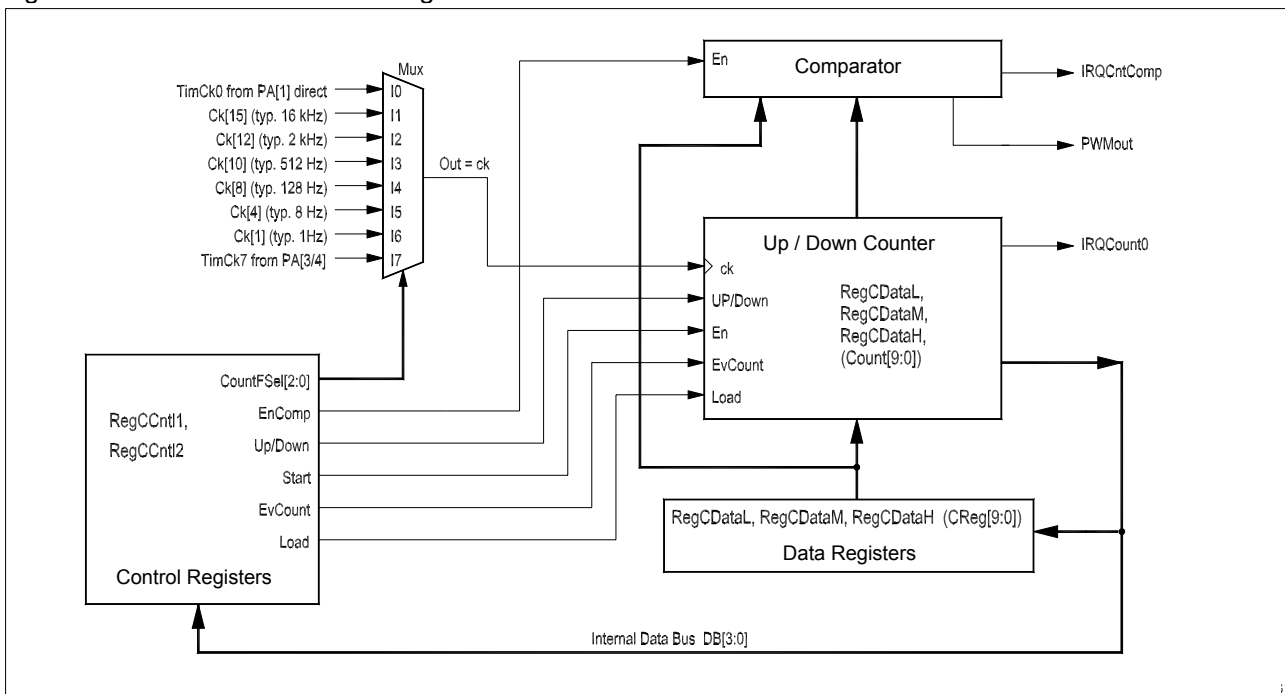 Mux
TimCk0 from PA[1] direct
I0
Ck[15] (typ. 16 kHz)
I1
Ck[12] (typ. 2 kHz)
I2
Ck[10] (typ. 512 Hz)
I3
Ck[8] (typ. 128 Hz)
I4
Ck[4] (typ. 8 Hz)
I5
Ck[1] (typ. 1Hz)
I6
TimCk7 from PA[3/4]
I7
Out = ck
En
Comparator
IRQCntComp
PWMout
Up / Down Counter
IRQCount0
ck
UP/Down
En
EvCount
Load
RegCDataL,
RegCDataM,
RegCDataH,
(Count[9:0])
CountFSel[2:0]
EnComp
Up/Down
Start
EvCount
Load
RegCCntl1,
RegCCntl2
Control Registers
RegCDataL, RegCDataM, RegCDataH (CReg[9:0])
Data Registers
Internal Data Bus DB[3:0]